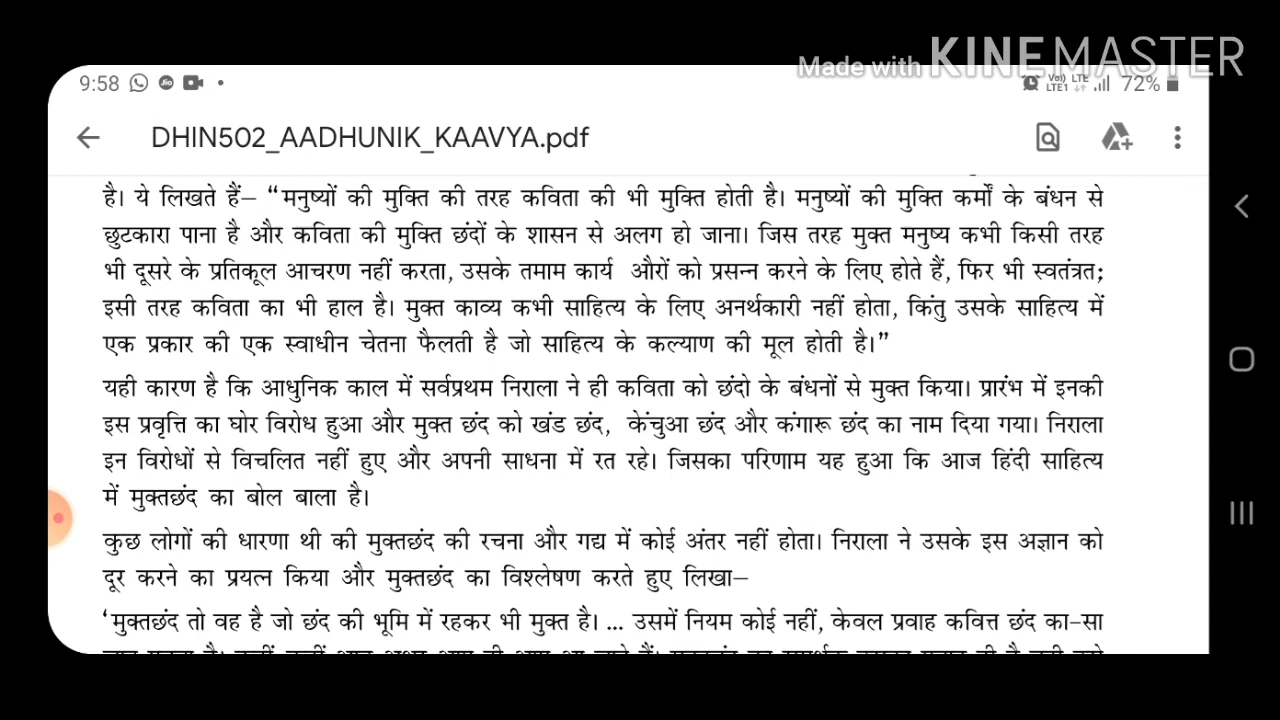 Made with KINEMASTER
9:58 Vo)) LTE LTE1 72%
DHIN502_AADHUNIK_KAAVYA.pdf
है। ये लिखते हैं– “मनुष्यों की मुक्ति की तरह कविता की भी मुक्ति होती है। मनुष्यों की मुक्ति कर्मों के बंधन से
छुटकारा पाना है और कविता की मुक्ति छंदों के शासन से अलग हो जाना। जिस तरह मुक्त मनुष्य कभी किसी तरह
भी दूसरे के प्रतिकूल आचरण नहीं करता, उसके तमाम कार्य औरों को प्रसन्न करने के लिए होते हैं, फिर भी स्वतंत्रत;
इसी तरह कविता का भी हाल है। मुक्त काव्य कभी साहित्य के लिए अनर्थकारी नहीं होता, किंतु उसके साहित्य में
एक प्रकार की एक स्वाधीन चेतना फैलती है जो साहित्य के कल्याण की मूल होती है।”
यही कारण है कि आधुनिक काल में सर्वप्रथम निराला ने ही कविता को छंदो के बंधनों से मुक्त किया। प्रारंभ में इनकी
इस प्रवृत्ति का घोर विरोध हुआ और मुक्त छंद को खंड छंद, केंचुआ छंद और कंगारू छंद का नाम दिया गया। निराला
इन विरोधों से विचलित नहीं हुए और अपनी साधना में रत रहे। जिसका परिणाम यह हुआ कि आज हिंदी साहित्य
में मुक्तछंद का बोल बाला है।
कुछ लोगों की धारणा थी की मुक्तछंद की रचना और गद्य में कोई अंतर नहीं होता। निराला ने उसके इस अज्ञान को
दूर करने का प्रयत्न किया और मुक्तछंद का विश्लेषण करते हुए लिखा–
‘मुक्तछंद तो वह है जो छंद की भूमि में रहकर भी मुक्त है। ... उसमें नियम कोई नहीं, केवल प्रवाह कवित्त छंद का–सा